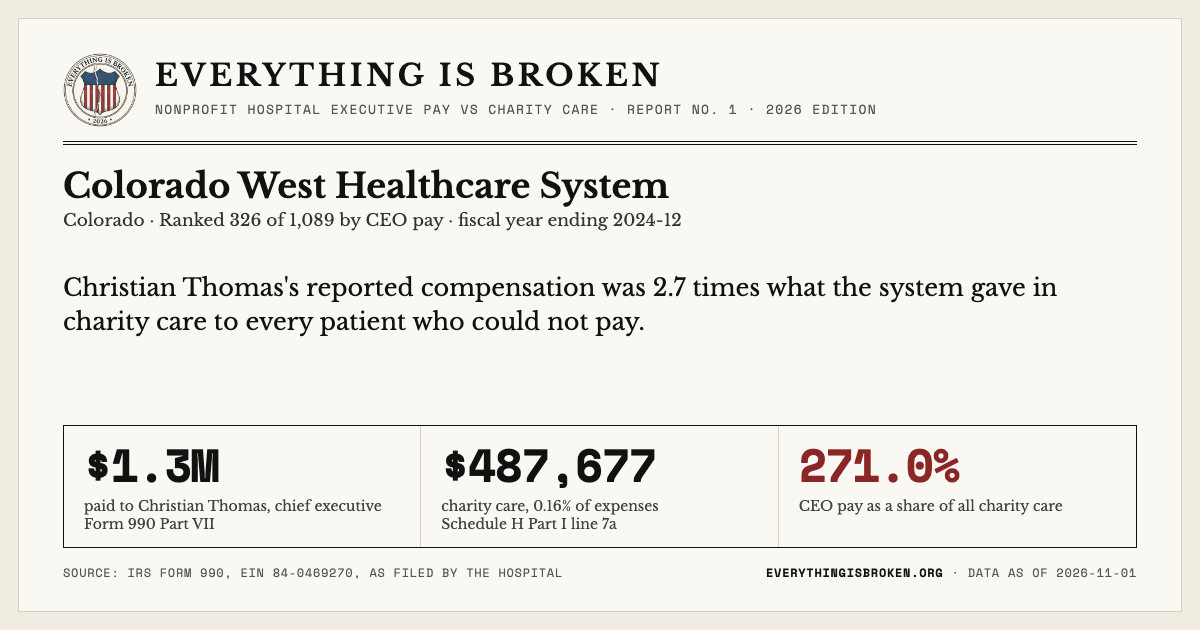 EVERYTHING IS BROKEN
2026
EVERYTHING IS BROKEN
NONPROFIT HOSPITAL EXECUTIVE PAY VS CHARITY CARE · REPORT NO. 1 · 2026 EDITION
Colorado West Healthcare System
Colorado · Ranked 326 of 1,089 by CEO pay · fiscal year ending 2024-12
Christian Thomas's reported compensation was 2.7 times what the system gave in
charity care to every patient who could not pay.
$1.3M
paid to Christian Thomas, chief executive
Form 990 Part VII
$487,677
charity care, 0.16% of expenses
Schedule H Part I line 7a
271.0%
CEO pay as a share of all charity care
SOURCE: IRS FORM 990, EIN 84-0469270, AS FILED BY THE HOSPITAL
EVERYTHINGISBROKEN.ORG · DATA AS OF 2026-11-01